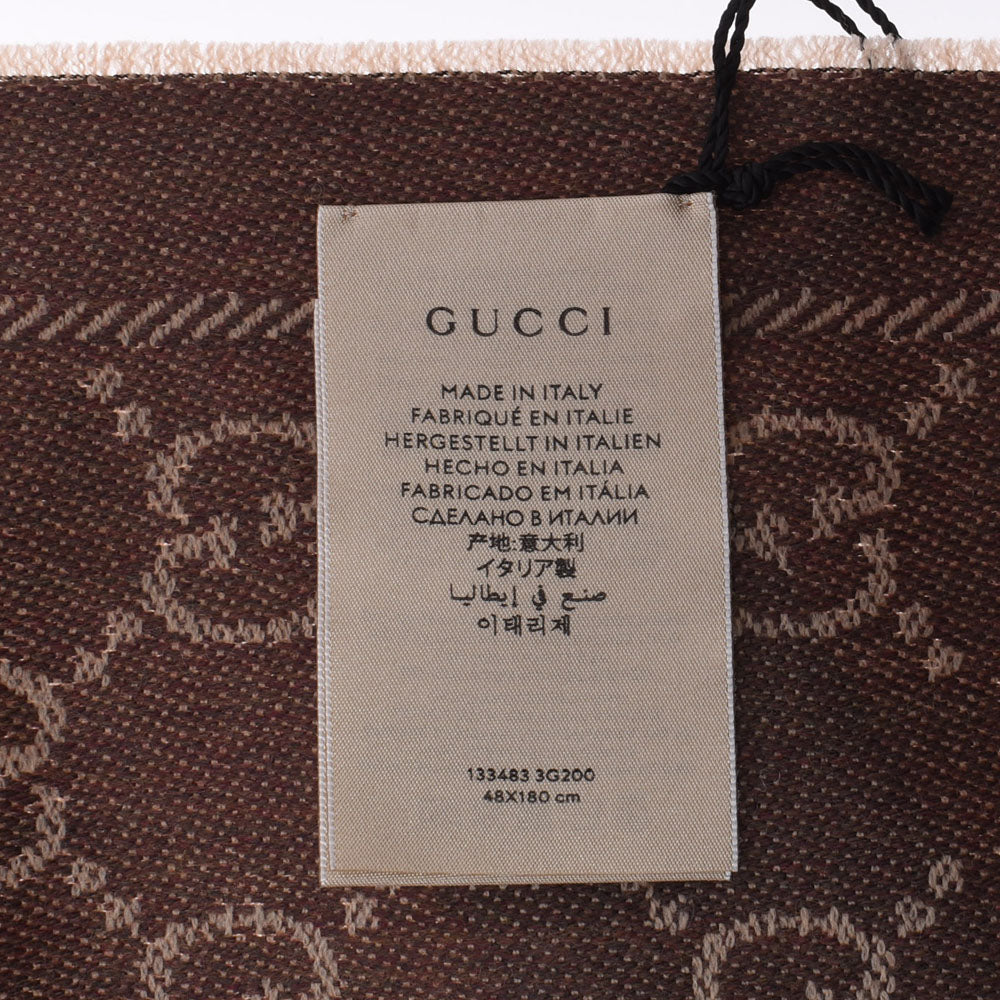 GUCCI
MADE IN ITALY
FABRIQUÉ EN ITALIE
HERGESTELLT IN ITALIEN
HECHO EN ITALIA
FABRICADO EM ITÁLIA
СДЕЛАНО В ИТАЛИИ
产地:意大利
イタリア製
صنع في إيطاليا
이태리제
133483 3G200
48X180 cm